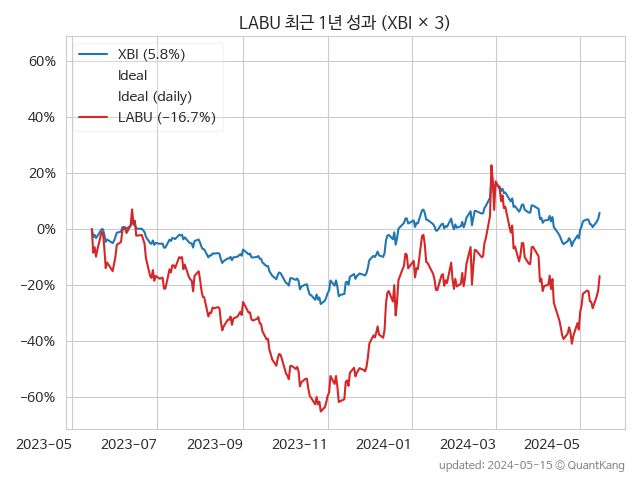 LABU 최근 1년 성과 (XBI × 3)
XBI (5.8%)
Ideal
Ideal (daily)
LABU (−16.7%)
60%
40%
20%
0%
−20%
−40%
−60%
2023-05 2023-07 2023-09 2023-11 2024-01 2024-03 2024-05
updated: 2024-05-15 © QuantKang